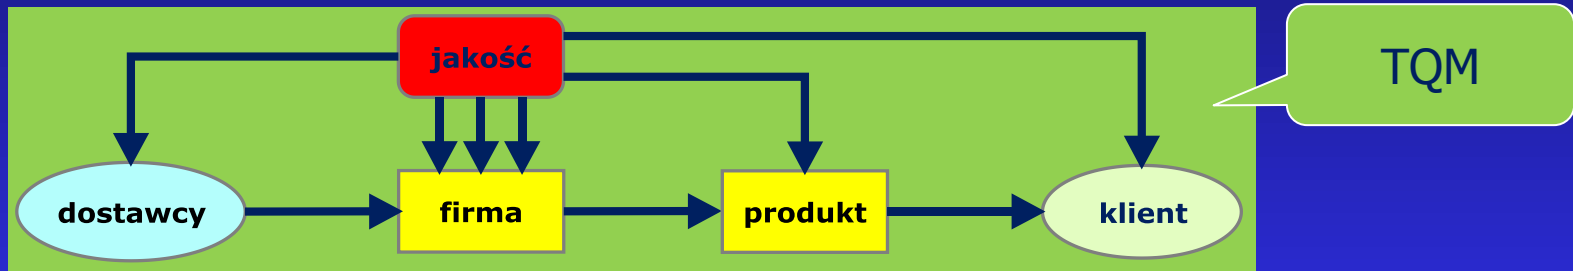 jakość
TQM
dostawcy
firma
produkt
klient